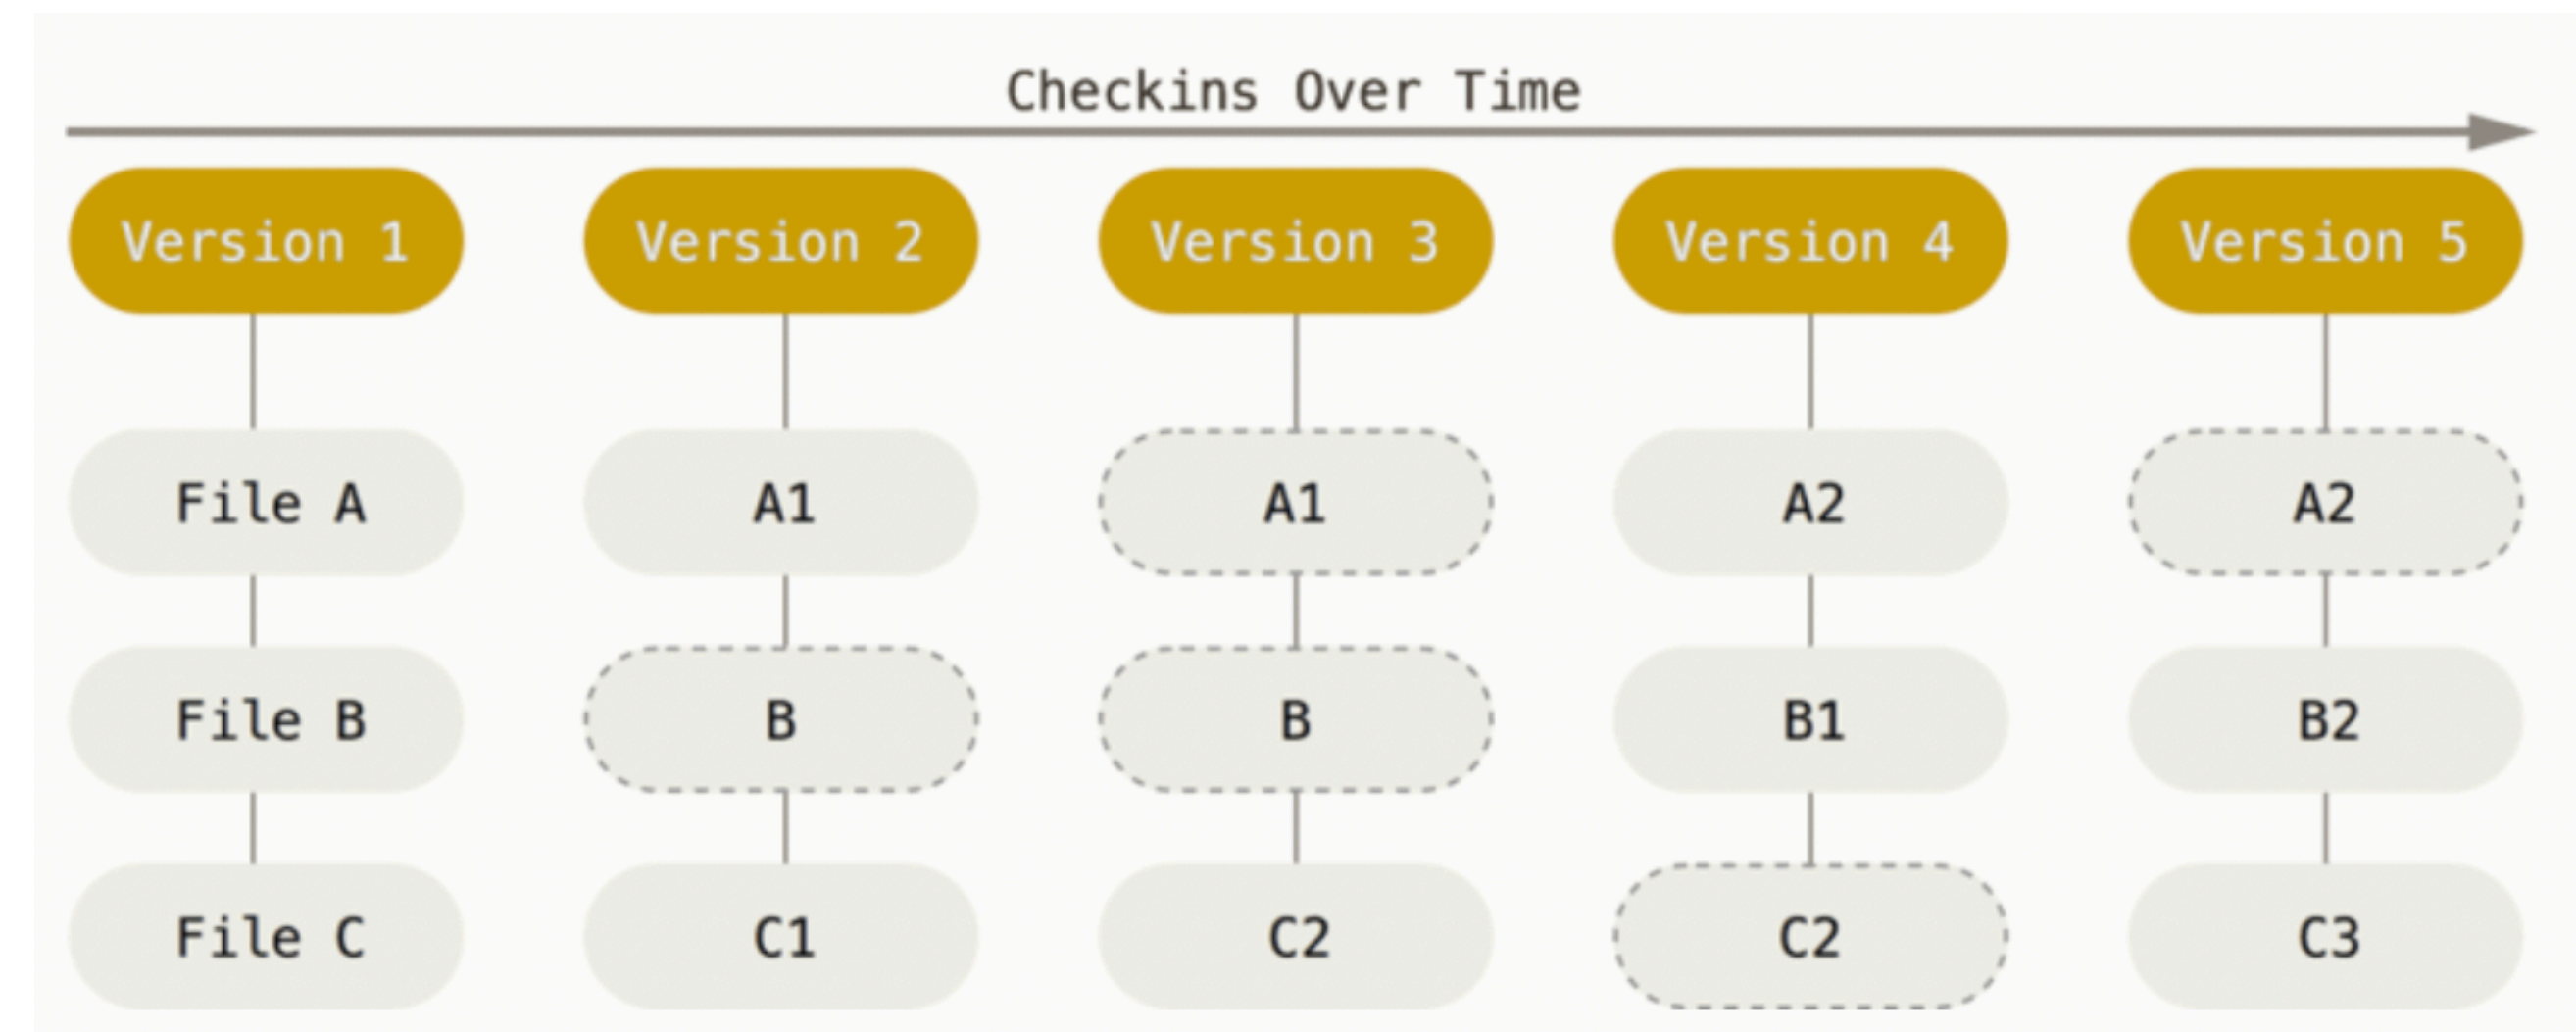 Checkins Over Time
Version 1 Version 2 Version 3 Version 4 Version 5
File A A1 A1 A2 A2
File B B B B1 B2
File C C1 C2 C2 C3